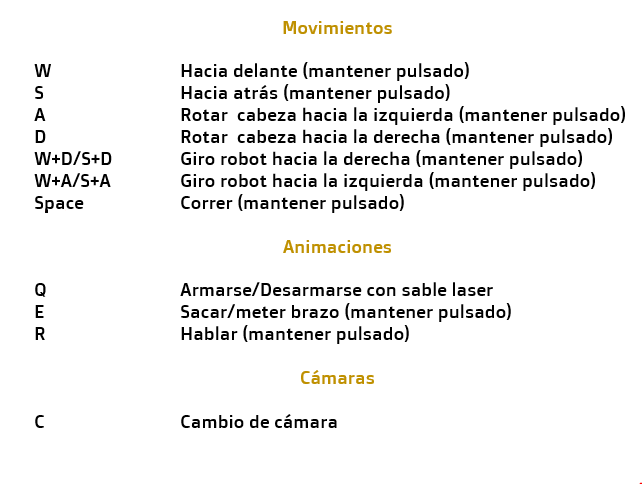 Movimientos
W Hacia delante (mantener pulsado)
S Hacia atrás (mantener pulsado)
A Rotar  cabeza hacia la izquierda (mantener pulsado)
D Rotar  cabeza hacia la derecha (mantener pulsado)
W+D/S+D Giro robot hacia la derecha (mantener pulsado)
W+A/S+A Giro robot hacia la izquierda (mantener pulsado)
Space Correr (mantener pulsado)
Animaciones
Q Armarse/Desarmarse con sable laser
E Sacar/meter brazo (mantener pulsado)
R Hablar (mantener pulsado)
Cámaras
C Cambio de cámara